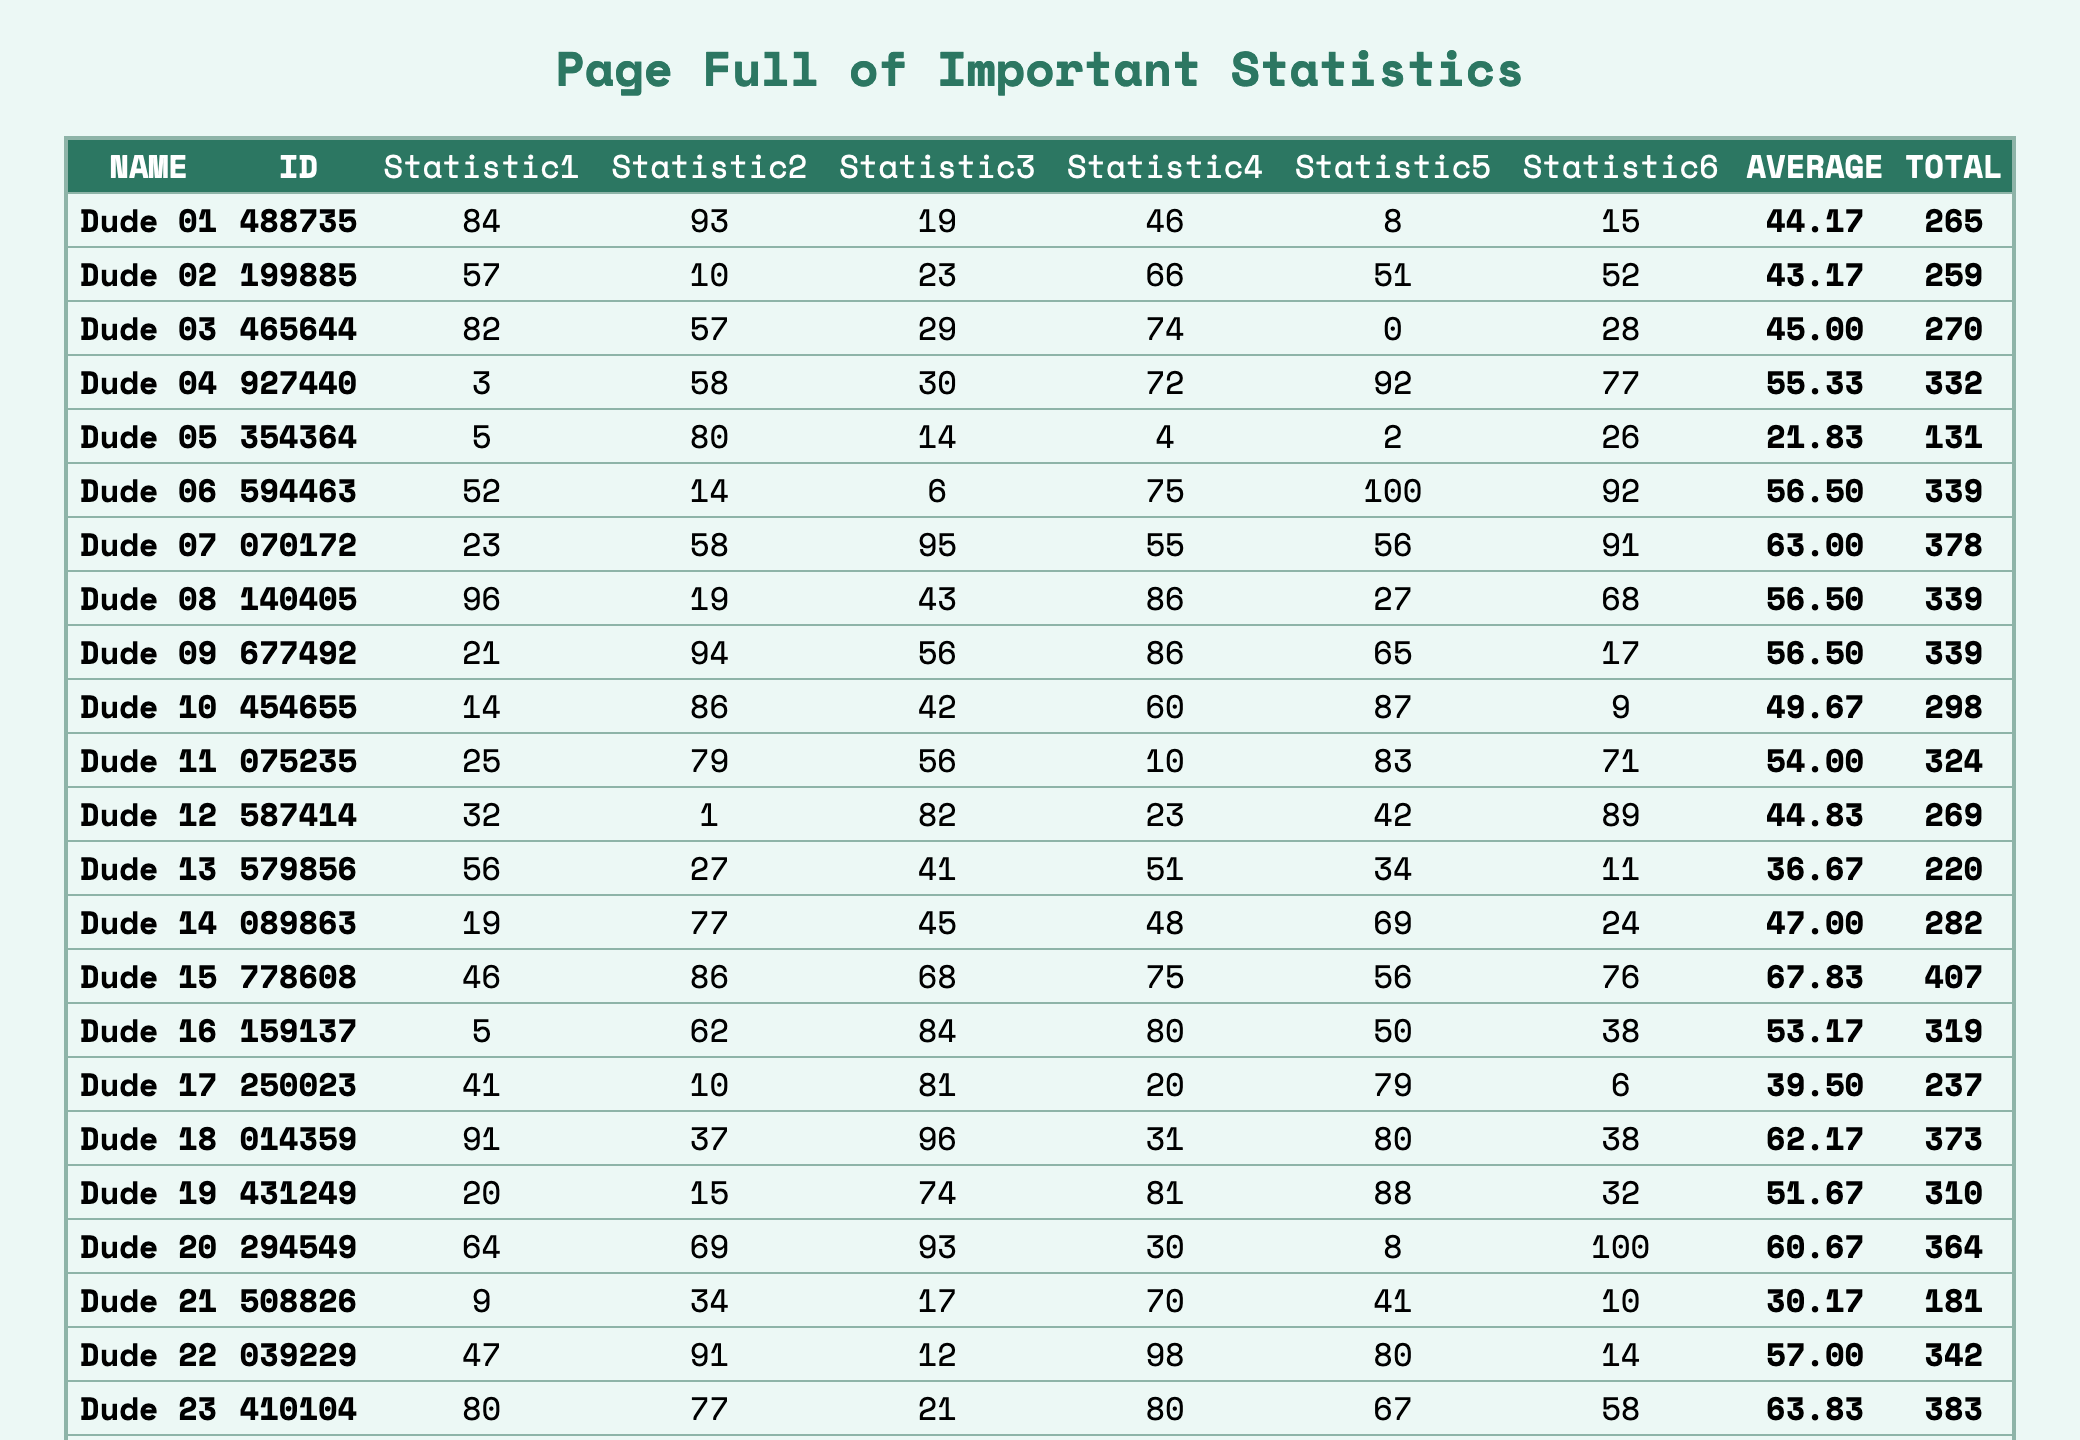 Page Full of Important Statistics
NAME ID Statistic1 Statistic2 Statistic3 Statistic4 Statistic5 Statistic6 AVERAGE TOTAL
Dude 01 488735 84 93 19 46 8 15 44.17 265
Dude 02 199885 57 10 23 66 51 52 43.17 259
Dude 03 465644 82 57 29 74 0 28 45.00 270
Dude 04 927440 3 58 30 72 92 77 55.33 332
Dude 05 354364 5 80 14 4 2 26 21.83 131
Dude 06 594463 52 14 6 75 100 92 56.50 339
Dude 07 070172 23 58 95 55 56 91 63.00 378
Dude 08 140405 96 19 43 86 27 68 56.50 339
Dude 09 677492 21 94 56 86 65 17 56.50 339
Dude 10 454655 14 86 42 60 87 9 49.67 298
Dude 11 075235 25 79 56 10 83 71 54.00 324
Dude 12 587414 32 1 82 23 42 89 44.83 269
Dude 13 579856 56 27 41 51 34 11 36.67 220
Dude 14 089863 19 77 45 48 69 24 47.00 282
Dude 15 778608 46 86 68 75 56 76 67.83 407
Dude 16 159137 5 62 84 80 50 38 53.17 319
Dude 17 250023 41 10 81 20 79 6 39.50 237
Dude 18 014359 91 37 96 31 80 38 62.17 373
Dude 19 431249 20 15 74 81 88 32 51.67 310
Dude 20 294549 64 69 93 30 8 100 60.67 364
Dude 21 508826 9 34 17 70 41 10 30.17 181
Dude 22 039229 47 91 12 98 80 14 57.00 342
Dude 23 410104 80 77 21 80 67 58 63.83 383